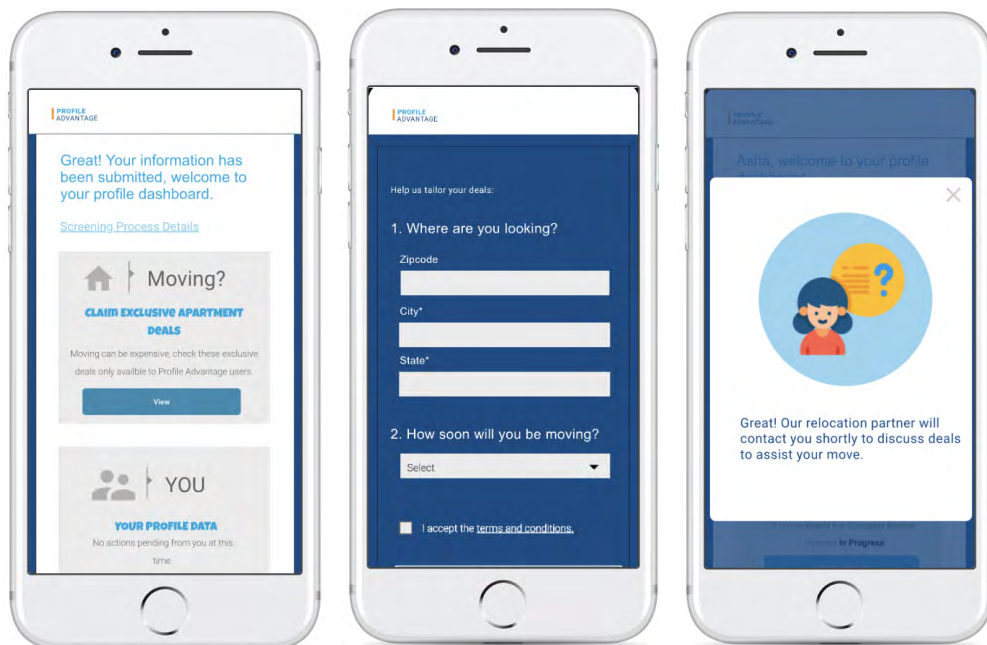 PROFILE
ADVANTAGE
Great! Your information has
been submitted, welcome to
your profile dashboard.
Screening Process Details
Moving?
CLAIM EXCLUSIVE APARTMENT
DEALS
Moving can be expensive, check these exclusive
deals only availble to Profile Advantage users.
View
YOU
YOUR PROFILE DATA
No actions pending from you at this
time.
PROFILE
ADVANTAGE
Help us tailor your deals:
1. Where are you looking?
Zipcode
City*
State*
2. How soon will you be moving?
Select
I accept the terms and conditions.
PROFILE
ADVANTAGE
Asha, welcome to your profile
dashboard
?
Great! Our relocation partner will
contact you shortly to discuss deals
to assist your move.
In Progress